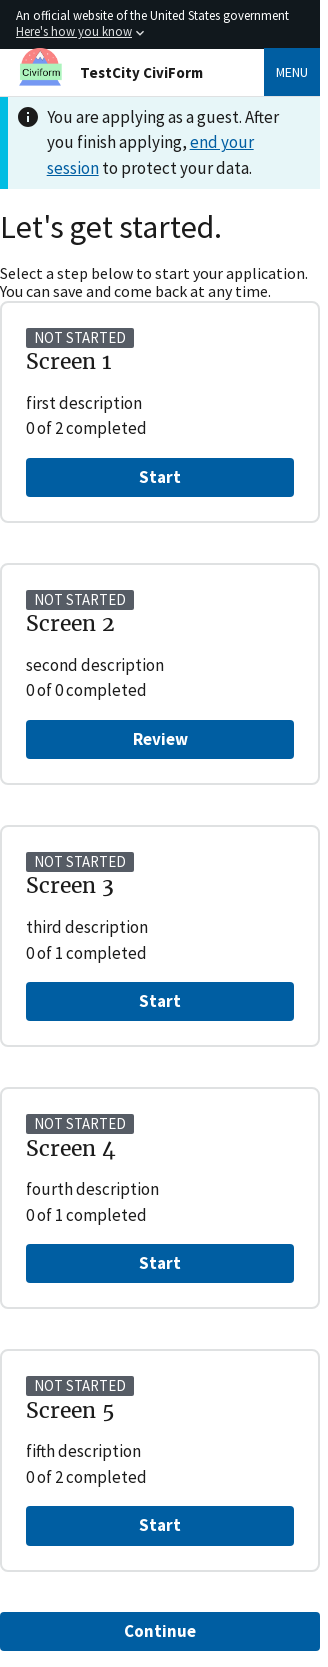 An official website of the United States government
Here's how you know
Civiform
TestCity CiviForm
MENU
You are applying as a guest. After
you finish applying, end your
session to protect your data.
Let's get started.
Select a step below to start your application.
You can save and come back at any time.
NOT STARTED
Screen 1
first description
0 of 2 completed
Start
NOT STARTED
Screen 2
second description
0 of 0 completed
Review
NOT STARTED
Screen 3
third description
0 of 1 completed
Start
NOT STARTED
Screen 4
fourth description
0 of 1 completed
Start
NOT STARTED
Screen 5
fifth description
0 of 2 completed
Start
Continue